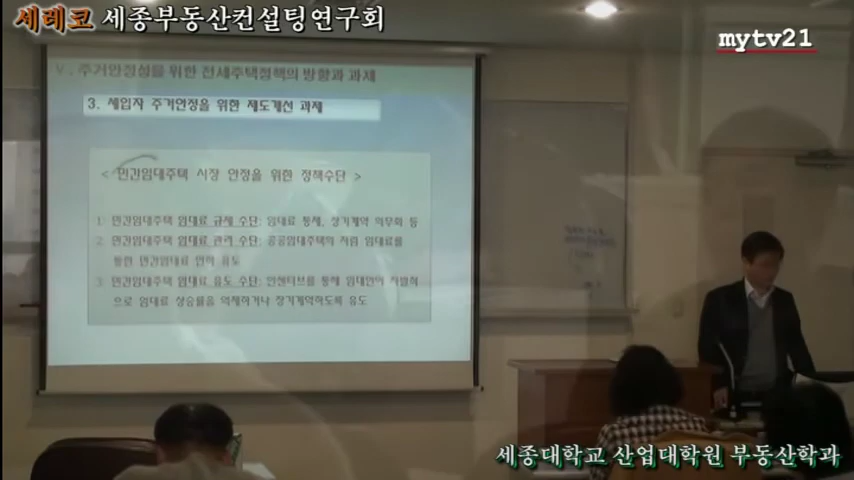 세레코 세종부동산컨설팅연구회
mytv21
Ⅴ. 주거안정성을 위한 전세주택정책의 방향과 과제
3. 세입자 주거안정을 위한 제도개선 과제
< 민간임대주택 시장 안정을 위한 정책수단 >
1. 민간임대주택 임대료 규제 수단: 임대료 통제, 장기계약 의무화 등
2. 민간임대주택 임대료 관리 수단: 공공임대주택의 저렴 임대료를
통한 민간임대료 인하 유도
3. 민간임대주택 임대료 유도 수단: 인센티브를 통해 임대인이 자발적
으로 임대료 상승률을 억제하거나 장기계약하도록 유도
세종대학교 산업대학원 부동산학과